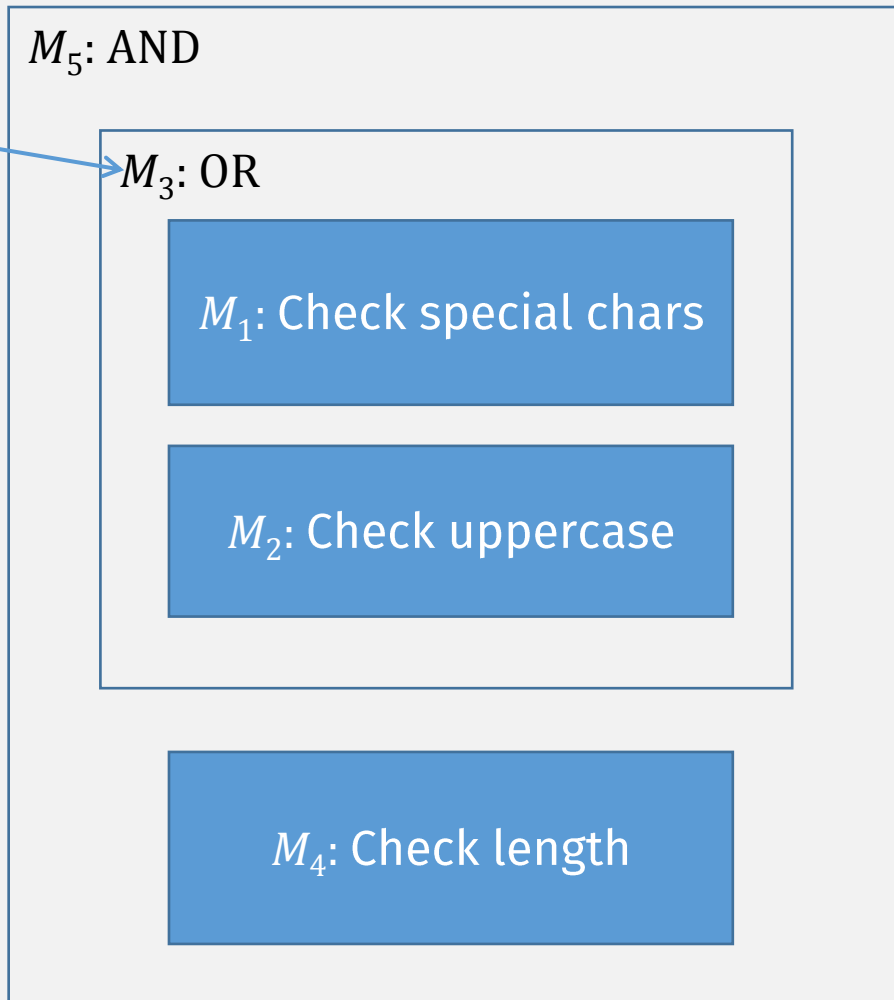 M₅: AND
M₃: OR
M₁: Check special chars
M₂: Check uppercase
M₄: Check length